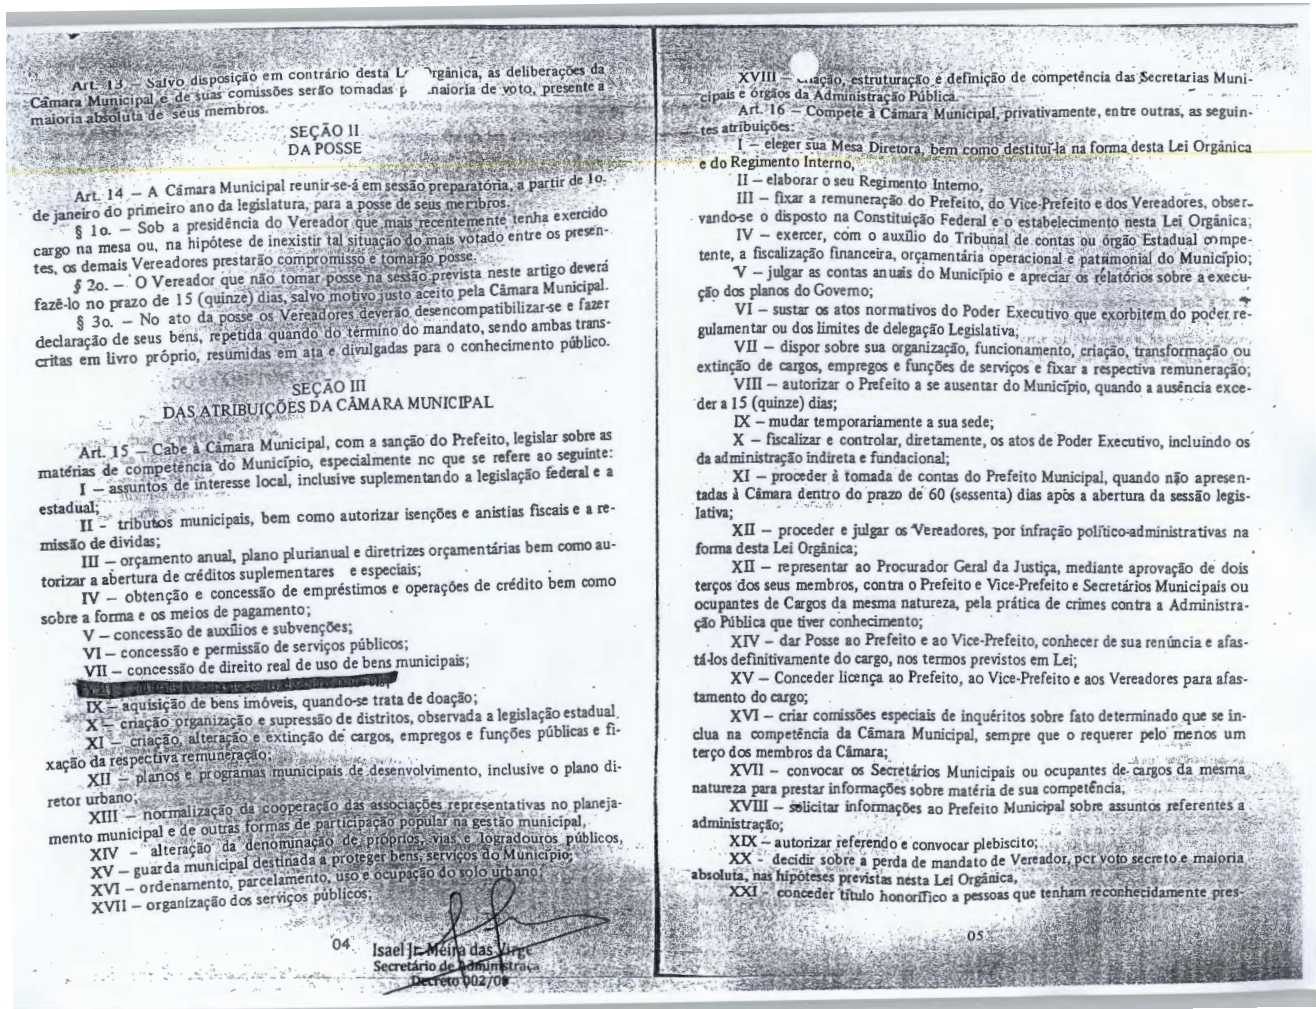 Art. 13 — Salvo disposição em contrário desta L rgânica, as deliberações da
Câmara Municipal e de suas comissões serão tomadas p maioria de voto, presente a
maioria absoluta de seus membros.
SEÇÃO II
DA POSSE
Art. 14 — A Câmara Municipal reunir-se-á em sessão preparatória, a partir de 1o.
de janeiro do primeiro ano da legislatura, para a posse de seus membros.
§ 1o. — Sob a presidência do Vereador que mais recentemente tenha exercido
cargo na mesa ou, na hipótese de inexistir tal situação do mais votado entre os presen-
tes, os demais Vereadores prestarão compromisso e tomarão posse.
§ 2o. — O Vereador que não tomar posse na sessão prevista neste artigo deverá
fazê-lo no prazo de 15 (quinze) dias, salvo motivo justo aceito pela Câmara Municipal.
§ 3o. — No ato da posse os Vereadores deverão desencompatibilizar-se e fazer
declaração de seus bens, repetida quando do término do mandato, sendo ambas trans-
critas em livro próprio, resumidas em ata e divulgadas para o conhecimento público.
SEÇÃO III
DAS ATRIBUIÇÕES DA CÂMARA MUNICIPAL
Art. 15 — Cabe à Câmara Municipal, com a sanção do Prefeito, legislar sobre as
matérias de competência do Município, especialmente nc que se refere ao seguinte:
I — assuntos de interesse local, inclusive suplementando a legislação federal e a
estadual;
II — tributos municipais, bem como autorizar isenções e anistias fiscais e a re-
missão de dividas;
III — orçamento anual, plano plurianual e diretrizes orçamentárias bem como au-
torizar a abertura de créditos suplementares e especiais;
IV — obtenção e concessão de empréstimos e operações de crédito bem como
sobre a forma e os meios de pagamento;
V — concessão de auxílios e subvenções;
VI — concessão e permissão de serviços públicos;
VII — concessão de direito real de uso de bens municipais;
IX — aquisição de bens imóveis, quando-se trata de doação;
X — criação organização e supressão de distritos, observada a legislação estadual.
XI — criação, alteração e extinção de cargos, empregos e funções públicas e fi-
xação da respectiva remuneração;
XII — planos e programas municipais de desenvolvimento, inclusive o plano di-
retor urbano;
XIII — normalização da cooperação das associações representativas no planeja-
mento municipal e de outras formas de participação popular na gestão municipal,
XIV - alteração da denominação de próprios, vias e logradouros públicos,
XV — guarda municipal destinada a proteger bens, serviços do Município;
XVI — ordenamento, parcelamento, uso e ocupação do solo urbano;
XVII — organização dos serviços públicos;
04
Isael Jr. Meira das Virge
Secretário de Administraça
Decreto 002/09
XVIII — iação, estruturação e definição de competência das Secretarias Muni-
cipais e órgãos da Administração Pública.
Art. 16 — Compete à Câmara Municipal, privativamente, entre outras, as seguin-
tes atribuições:
I — eleger sua Mesa Diretora, bem como destituí-la na forma desta Lei Orgânica
e do Regimento Interno,
II — elaborar o seu Regimento Interno,
III — fixar a remuneração do Prefeito, do Vice-Prefeito e dos Vereadores, obser-
vando-se o disposto na Constituição Federal e o estabelecimento nesta Lei Orgânica;
IV — exercer, com o auxílio do Tribunal de contas ou órgão Estadual compe-
tente, a fiscalização financeira, orçamentária operacional e patrimonial do Município;
V — julgar as contas anuais do Município e apreciar os relatórios sobre a execu-
ção dos planos do Governo;
VI — sustar os atos normativos do Poder Executivo que exorbitem do poder re-
gulamentar ou dos limites de delegação Legislativa;
VII — dispor sobre sua organização, funcionamento, criação, transformação ou
extinção de cargos, empregos e funções de serviços e fixar a respectiva remuneração;
VIII — autorizar o Prefeito a se ausentar do Município, quando a ausência exce-
der a 15 (quinze) dias;
IX — mudar temporariamente a sua sede;
X — fiscalizar e controlar, diretamente, os atos de Poder Executivo, incluindo os
da administração indireta e fundacional;
XI — proceder à tomada de contas do Prefeito Municipal, quando não apresen-
tadas à Câmara dentro do prazo de 60 (sessenta) dias após a abertura da sessão legis-
lativa;
XII — proceder e julgar os Vereadores, por infração político-administrativas na
forma desta Lei Orgânica;
XII — representar ao Procurador Geral da Justiça, mediante aprovação de dois
terços dos seus membros, contra o Prefeito e Vice-Prefeito e Secretários Municipais ou
ocupantes de Cargos da mesma natureza, pela prática de crimes contra a Administra-
ção Pública que tiver conhecimento;
XIV — dar Posse ao Prefeito e ao Vice-Prefeito, conhecer de sua renúncia e afas-
tá-los definitivamente do cargo, nos termos previstos em Lei;
XV — Conceder licença ao Prefeito, ao Vice-Prefeito e aos Vereadores para afas-
tamento do cargo;
XVI — criar comissões especiais de inquéritos sobre fato determinado que se in-
clua na competência da Câmara Municipal, sempre que o requerer pelo menos um
terço dos membros da Câmara;
XVII — convocar os Secretários Municipais ou ocupantes de cargos da mesma
natureza para prestar informações sobre matéria de sua competência;
XVIII — solicitar informações ao Prefeito Municipal sobre assuntos referentes a
administração;
XIX — autorizar referendo e convocar plebiscito;
XX - decidir sobre a perda de mandato de Vereador, por voto secreto e maioria
absoluta, nas hipóteses previstas nesta Lei Orgânica,
XXI - conceder título honorífico a pessoas que tenham reconhecidamente pres-
05